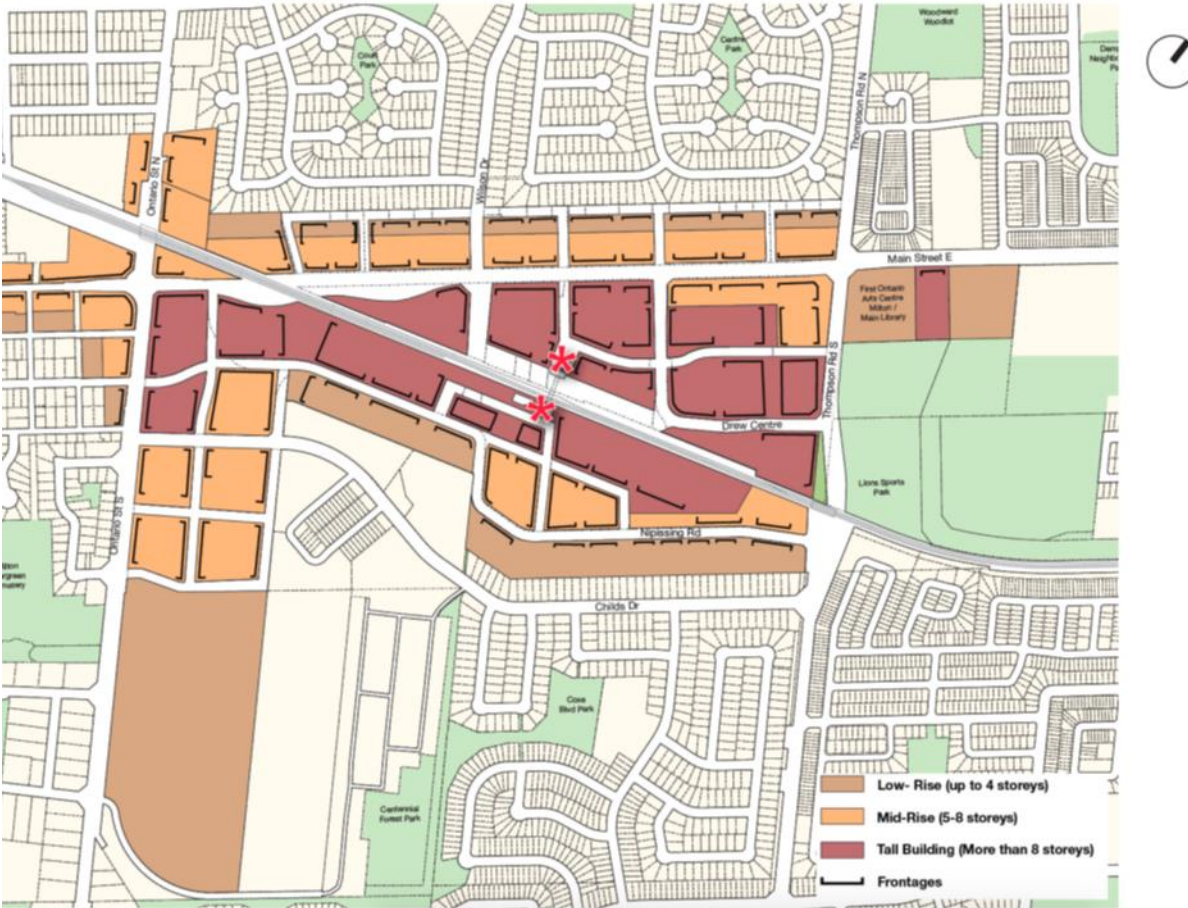 Woodward
Woodlot
Court
Park
Centre
Park
Thompson Rd N
Ontario St N
Wilson Dr
Main Street E
First Ontario
Arts Centre
Milton /
Main Library
Thompson Rd S
Drew Centre
Lions Sports
Park
Ontario St S
Nipissing Rd
Childs Dr
Coxe
Blvd Park
Centennial
Forest Park
Low- Rise (up to 4 storeys)
Mid-Rise (5-8 storeys)
Tall Building (More than 8 storeys)
Frontages